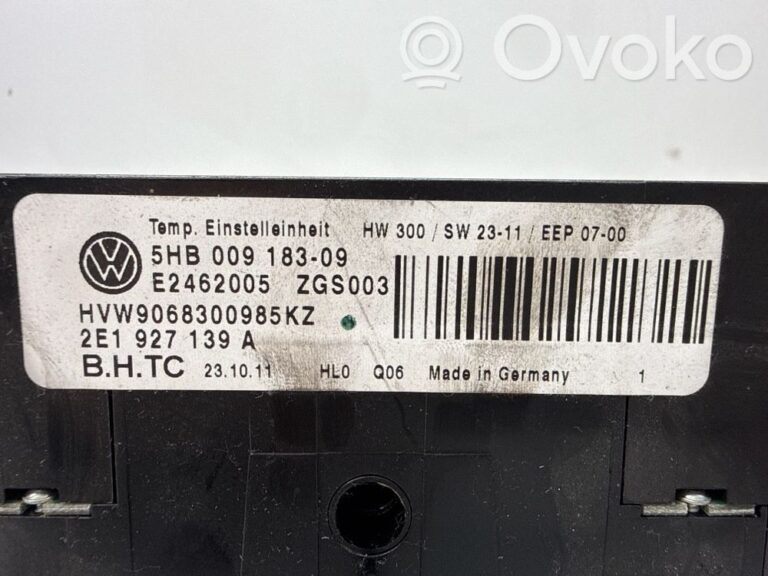 Ovoko
Temp. Einstelleinheit HW 300 / SW 23-11 / EEP 07-00
5HB 009 183-09
E2462005 ZGS003
HVW9068300985KZ
2E1 927 139 A
B.H.TC 23.10.11 HL0 Q06 Made in Germany 1